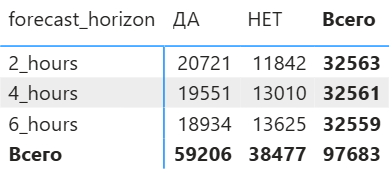 forecast_horizon ДА НЕТ Всего
2_hours 20721 11842 32563
4_hours 19551 13010 32561
6_hours 18934 13625 32559
Всего 59206 38477 97683